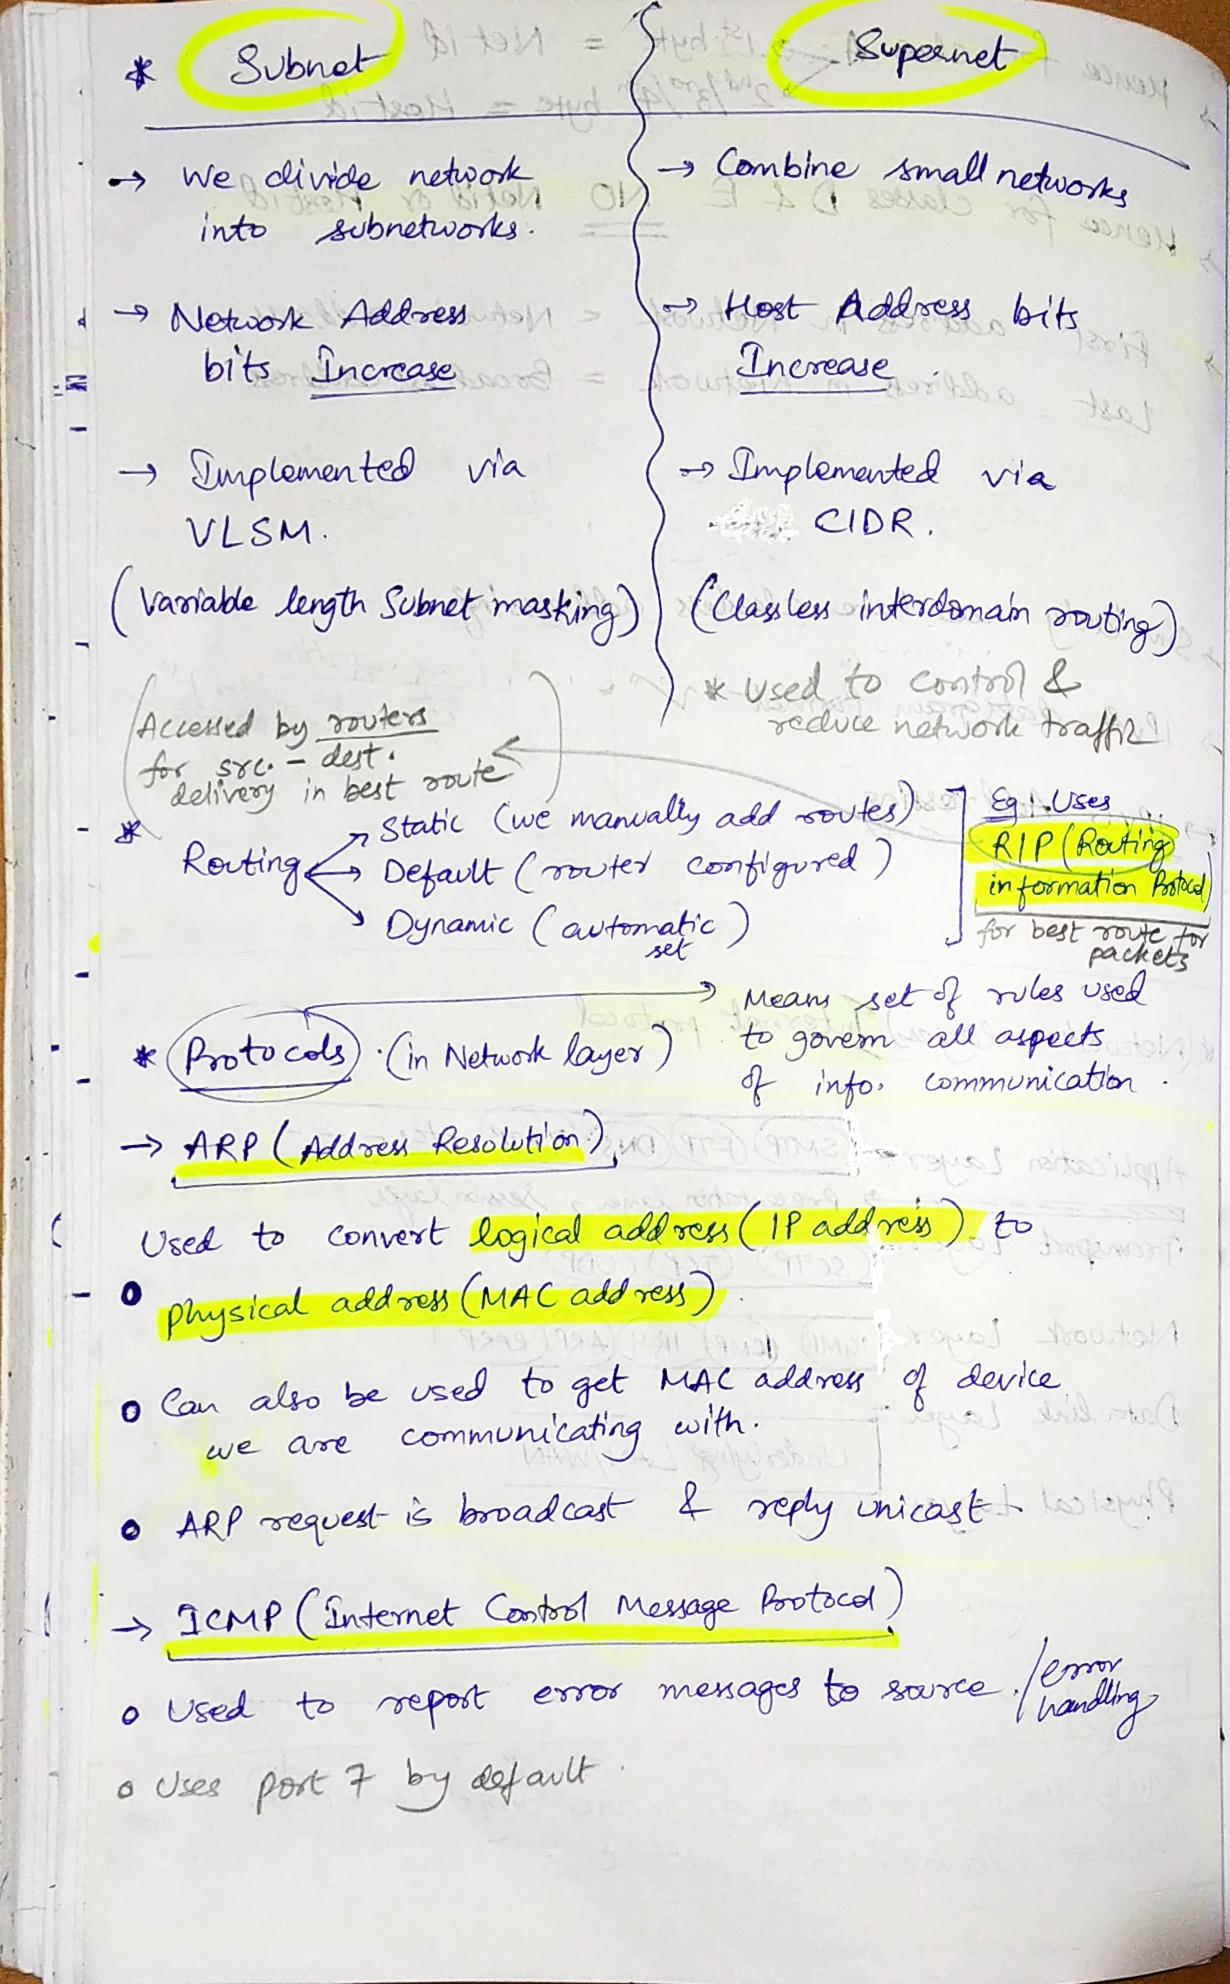 * Subnet
→ We divide network
into subnetworks.
→ Network Address
bits Increase
→ Implemented via
VLSM.
(Variable length Subnet masking)
Supernet
→ Combine small networks
→ Host Address bits
Increase
→ Implemented via
CIDR.
(Classless interdomain routing)
* Used to control &
reduce network traffic
(Accessed by routers
for src. - dest.
delivery in best route)
* Routing
→ Static (we manually add routes)
→ Default (router configured)
→ Dynamic (automatic
set)
Eg: Uses
RIP (Routing
information Protocol)
for best route for
packets
* Protocols . (in Network layer)
→ Means set of rules used
to govern all aspects
of info. communication .
→ ARP (Address Resolution)
Used to convert logical address (IP address) to
o physical address (MAC address)
o Can also be used to get MAC address of device
we are communicating with.
o ARP request is broadcast & reply unicast.
→ ICMP (Internet Control Message Protocol)
o Used to report error messages to source. / error
handling
o Uses port 7 by default.